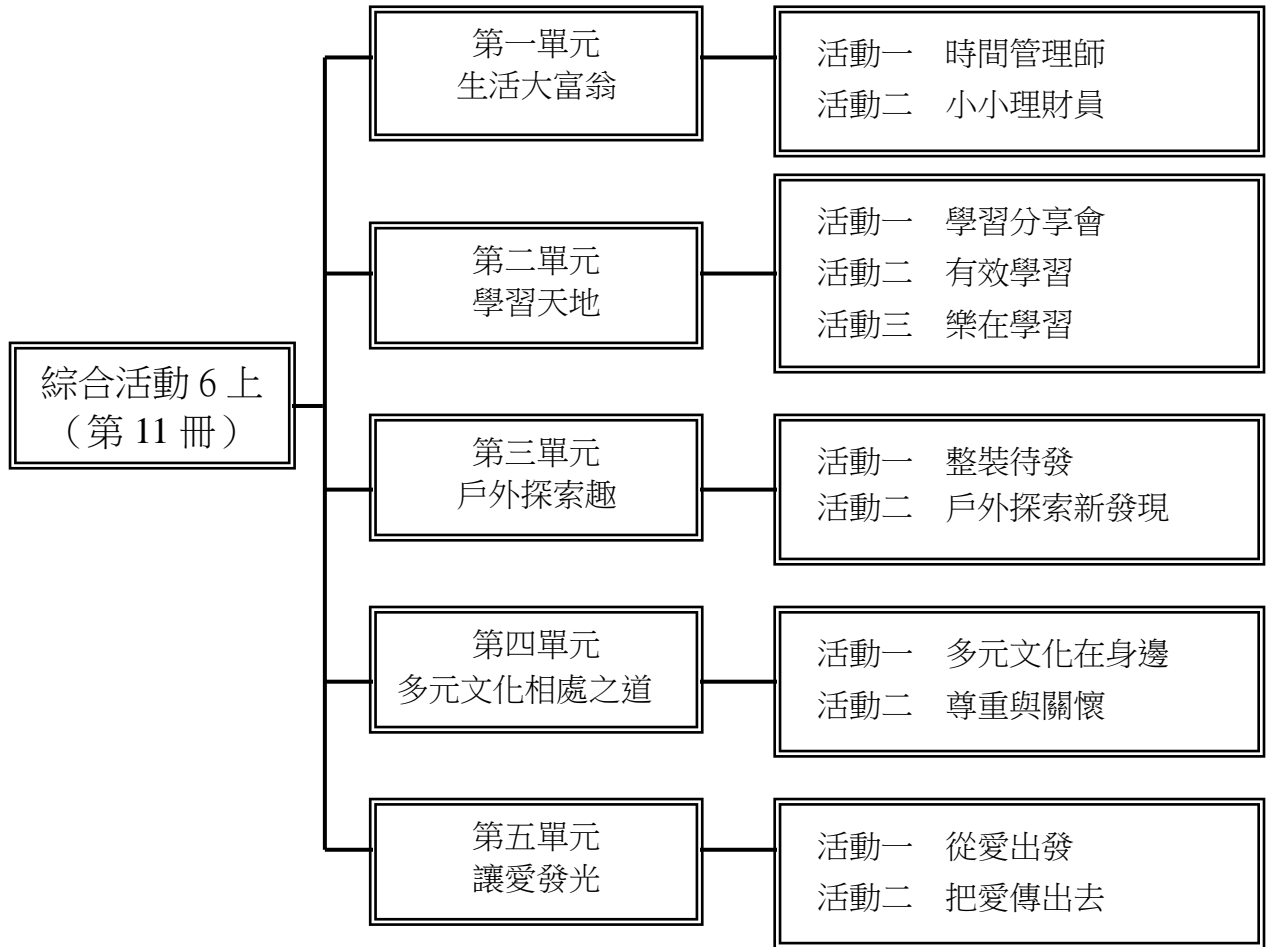 綜合活動 6 上
（第 11 冊）
第一單元
生活大富翁
活動一　時間管理師
活動二　小小理財員
第二單元
學習天地
活動一　學習分享會
活動二　有效學習
活動三　樂在學習
第三單元
戶外探索趣
活動一　整裝待發
活動二　戶外探索新發現
第四單元
多元文化相處之道
活動一　多元文化在身邊
活動二　尊重與關懷
第五單元
讓愛發光
活動一　從愛出發
活動二　把愛傳出去